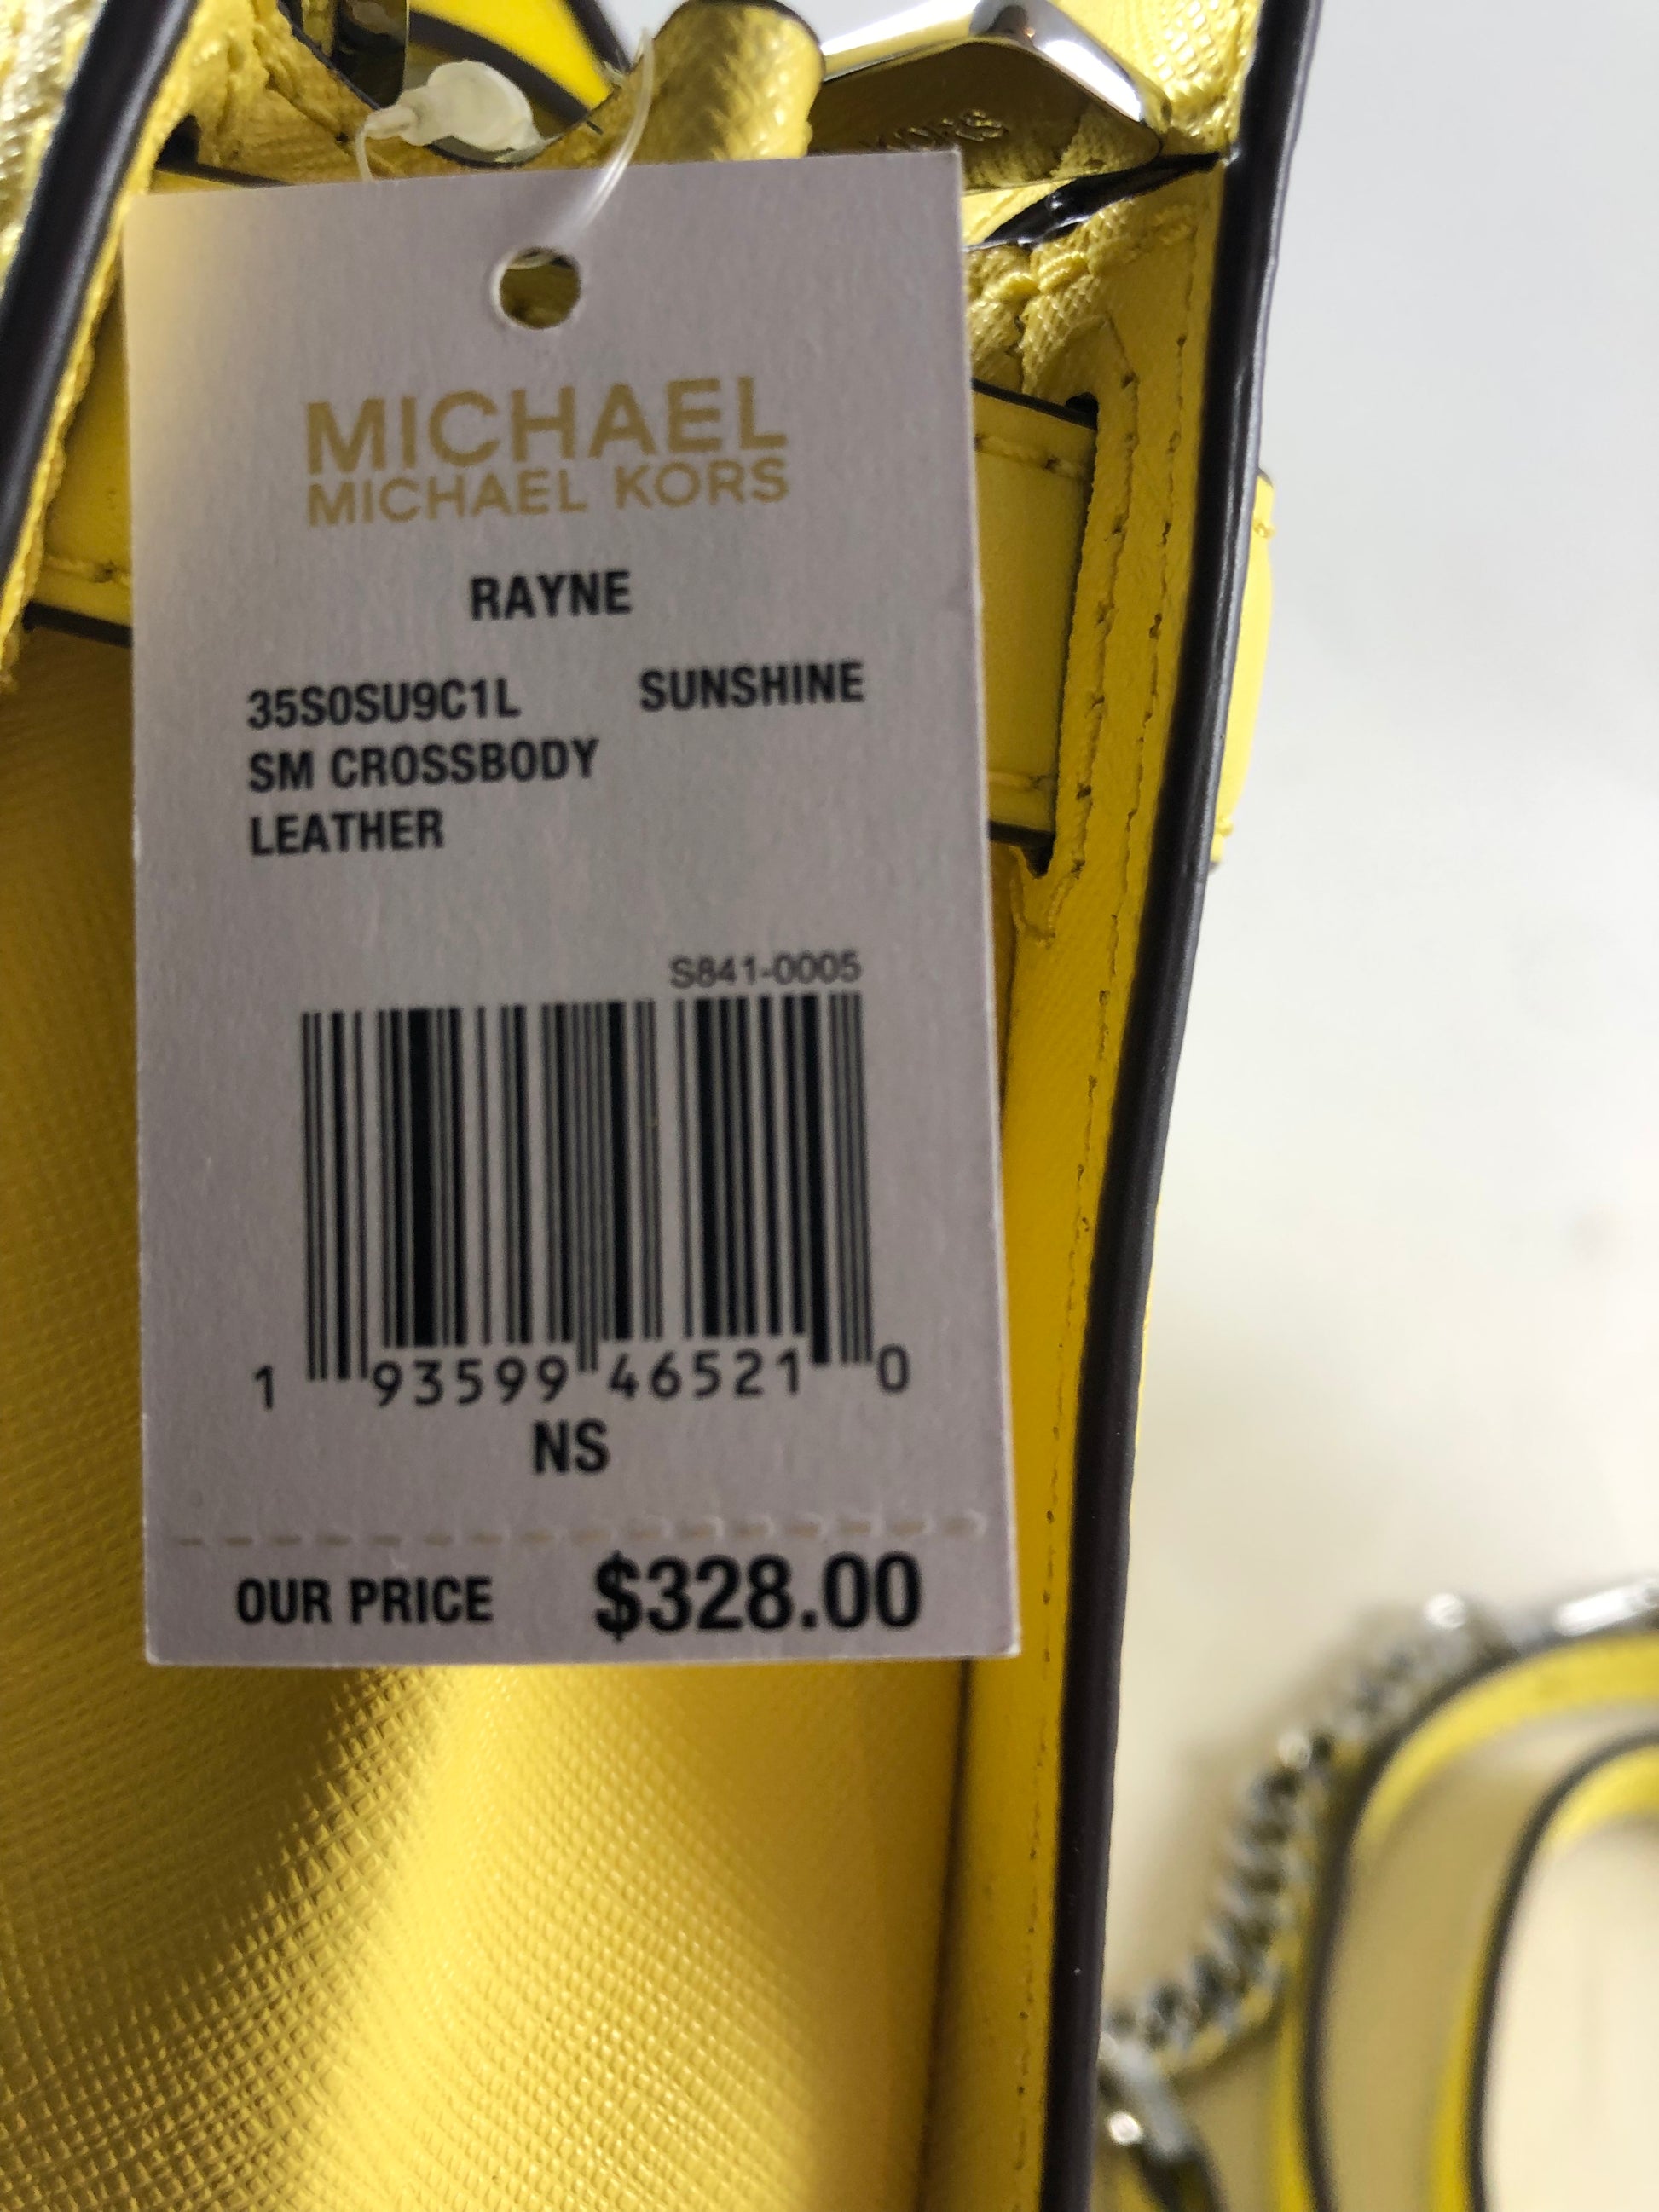 KORS
MICHAEL
MICHAEL KORS
RAYNE
35S0SU9C1L SUNSHINE
SM CROSSBODY
LEATHER
S841-0005
1 93599 46521 0
NS
OUR PRICE $328.00